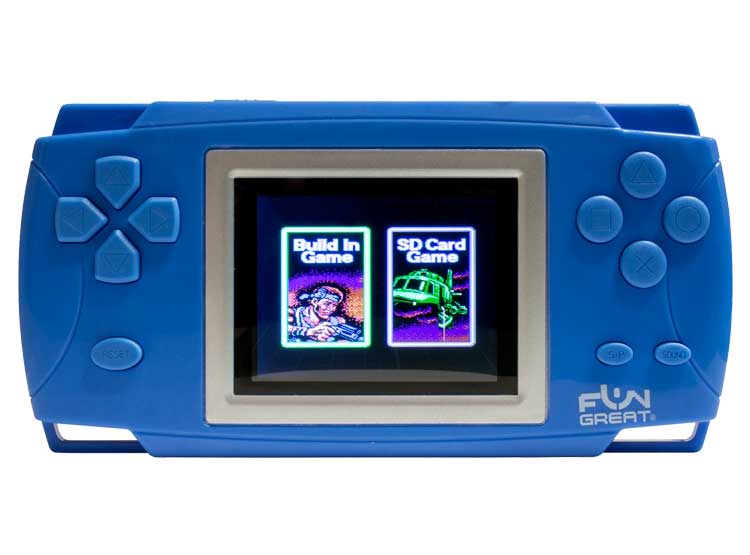 Build in
Game
SD Card
Game
RESET
S/P
SOUND
FUN
GREAT®